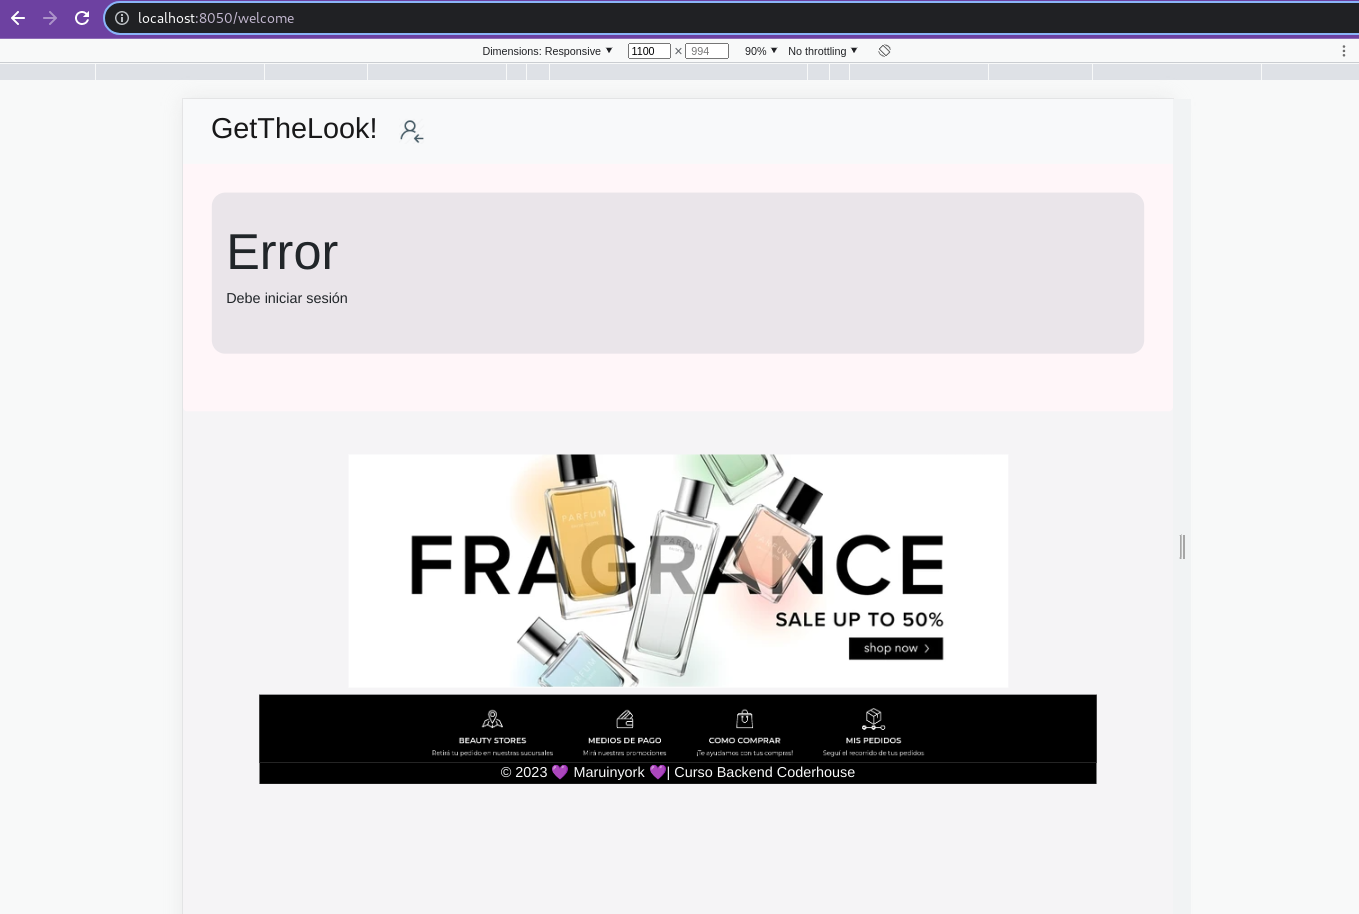 localhost:8050/welcome
Dimensions: Responsive ▼ 1100 × 994 90% ▼ No throttling ▼
GetTheLook!
Error
Debe iniciar sesión
PARFUM
PARFUM
PARFUM
FRAGRANCE
SALE UP TO 50%
shop now >
BEAUTY STORES MEDIOS DE PAGO COMO COMPRAR MIS PEDIDOS
Retirá tu pedido en nuestras sucursales Mirá nuestras promociones ¡Te ayudamos con tus compras! Seguí el recorrido de tus pedidos
© 2023 💜 Maruinyork 💜| Curso Backend Coderhouse